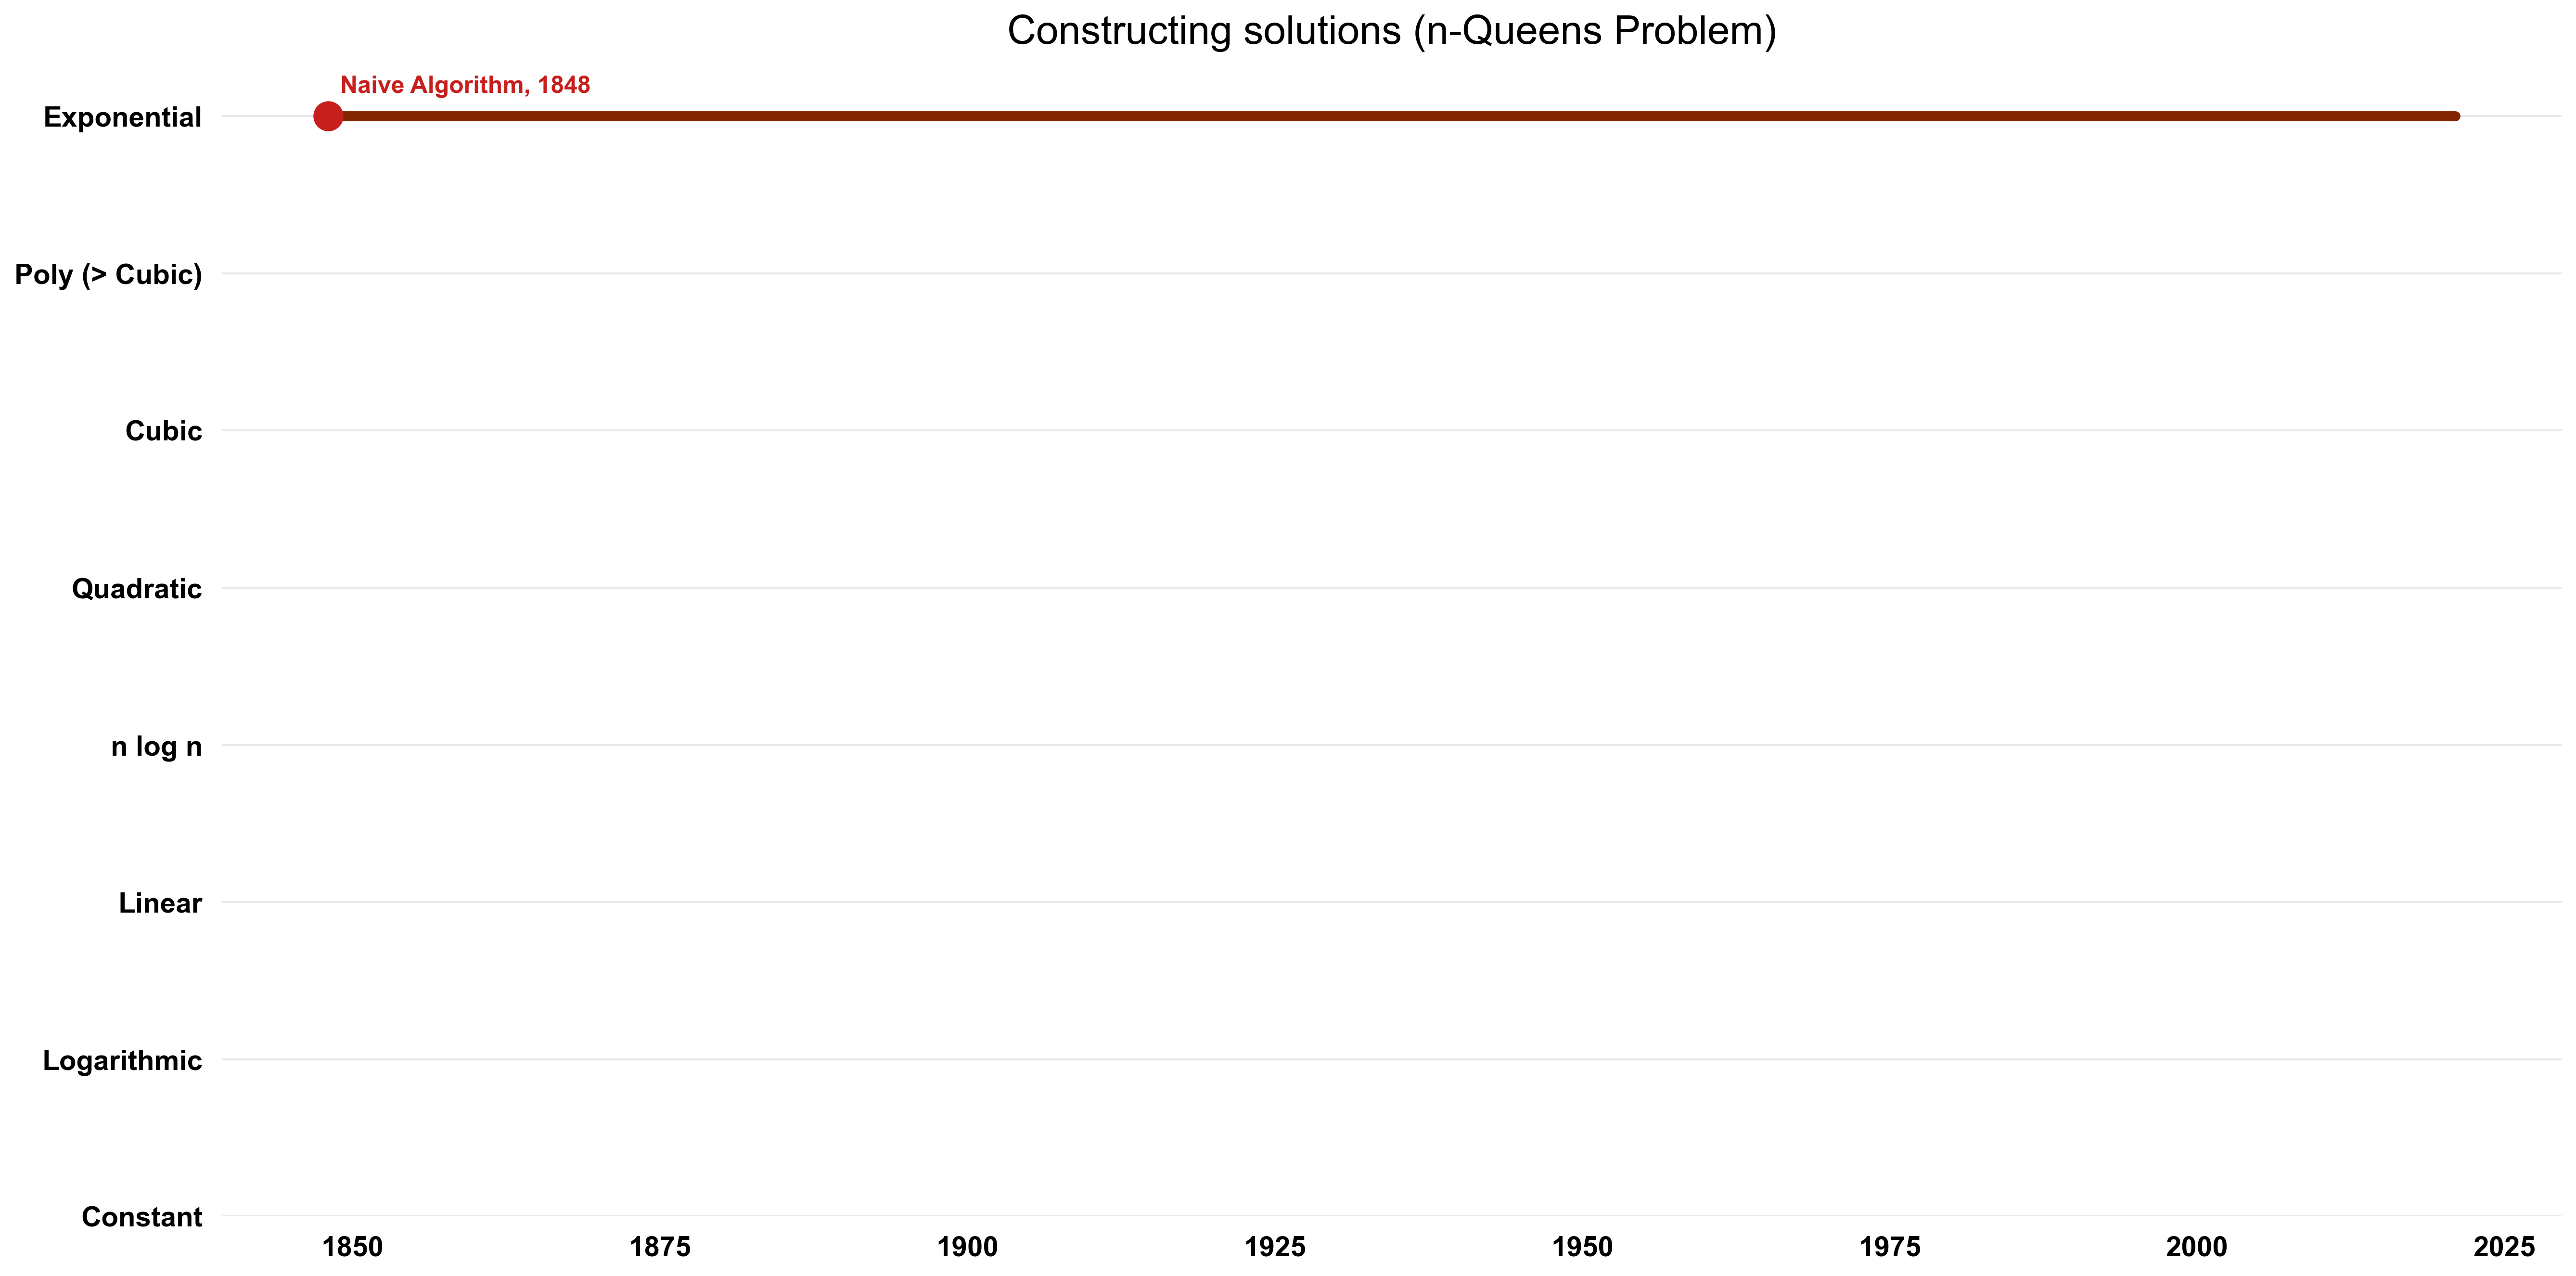 Constructing solutions (n-Queens Problem)
Naive Algorithm, 1848
Exponential
Poly (> Cubic)
Cubic
Quadratic
n log n
Linear
Logarithmic
Constant
1850 1875 1900 1925 1950 1975 2000 2025